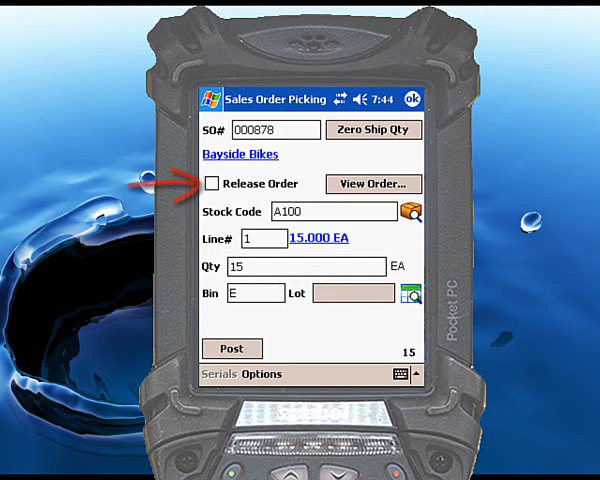 Sales Order Picking 7:44 ok
SO# 000878 Zero Ship Qty
Bayside Bikes
Release Order View Order...
Stock Code A100
Line# 1 15.000 EA
Qty 15 EA
Bin E Lot
Post 15
Serials Options
Pocket PC